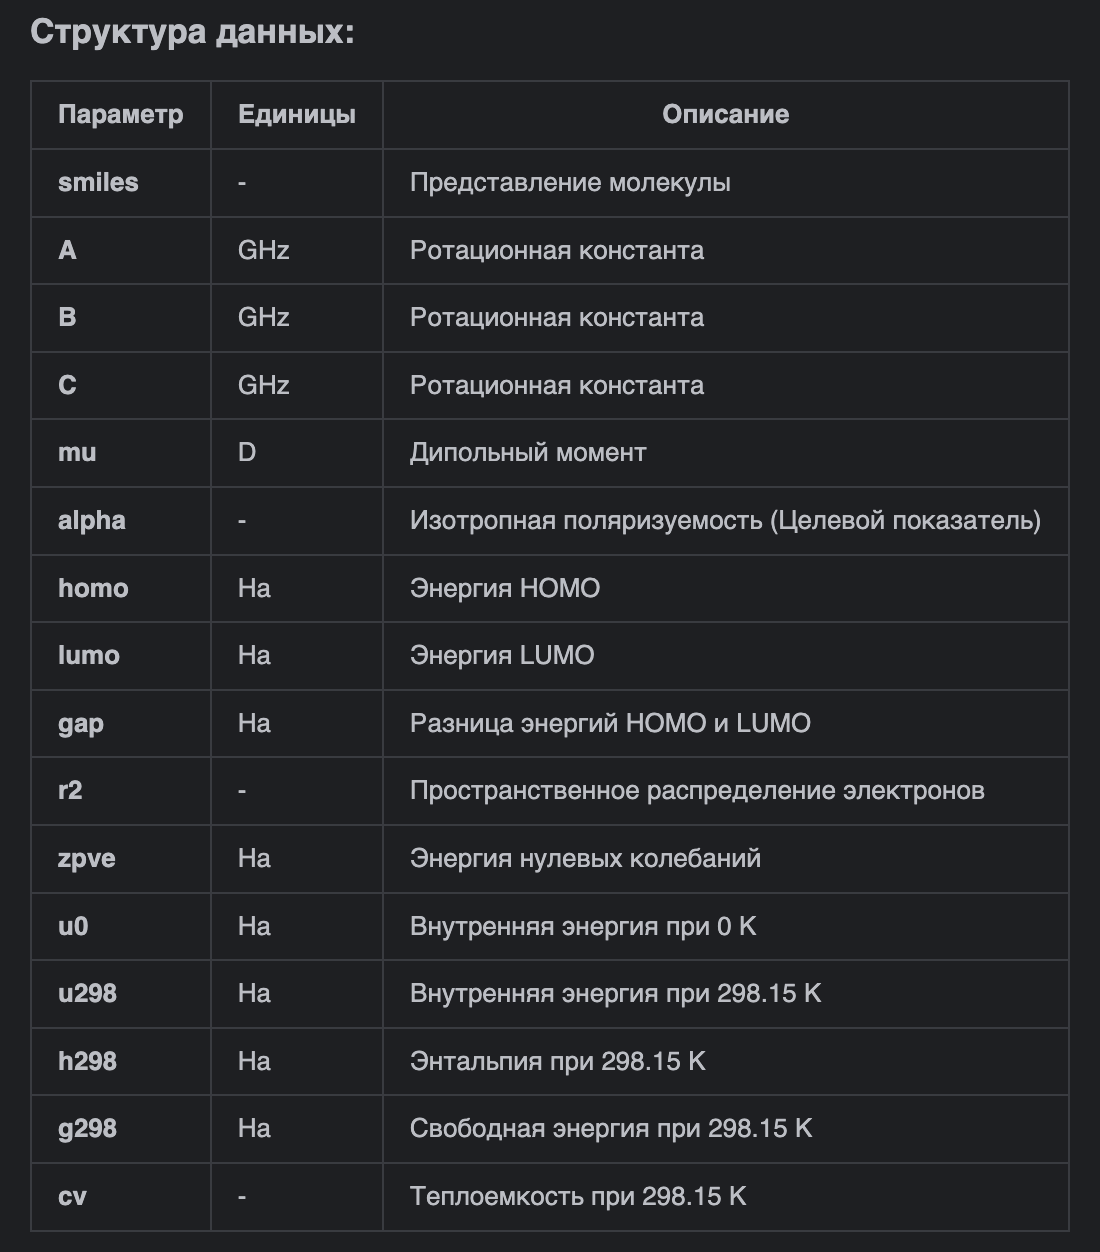 Структура данных:
Параметр Единицы Описание
smiles - Представление молекулы
A GHz Ротационная константа
B GHz Ротационная константа
C GHz Ротационная константа
mu D Дипольный момент
alpha - Изотропная поляризуемость (Целевой показатель)
homo Ha Энергия HOMO
lumo Ha Энергия LUMO
gap Ha Разница энергий HOMO и LUMO
r2 - Пространственное распределение электронов
zpve Ha Энергия нулевых колебаний
u0 Ha Внутренняя энергия при 0 K
u298 Ha Внутренняя энергия при 298.15 K
h298 Ha Энтальпия при 298.15 K
g298 Ha Свободная энергия при 298.15 K
cv - Теплоемкость при 298.15 K